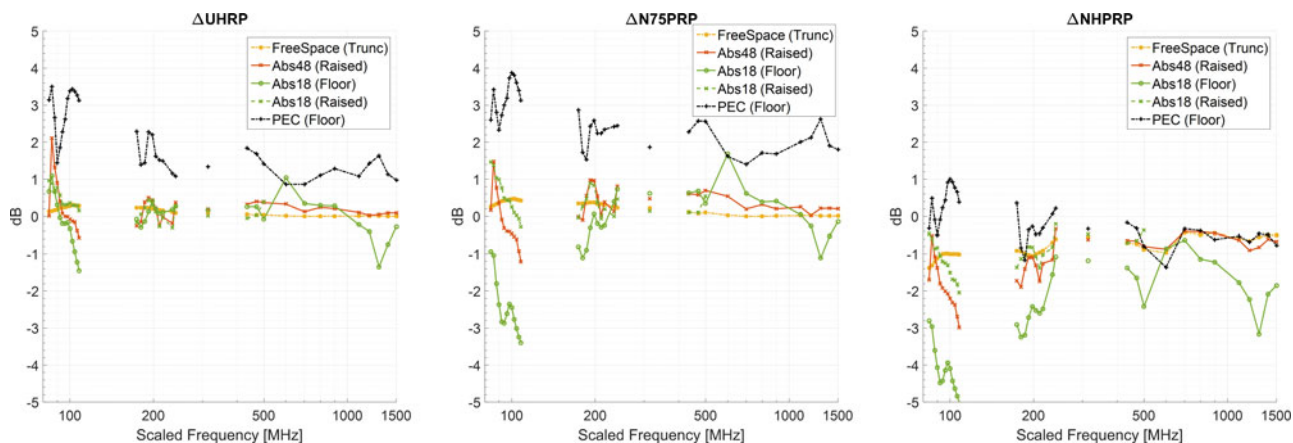 ΔUHRP
5
4
3
2
1
0
-1
-2
-3
-4
-5
dB
FreeSpace (Trunc)
Abs48 (Raised)
Abs18 (Floor)
Abs18 (Raised)
PEC (Floor)
100 200 500 1000 1500
Scaled Frequency [MHz]
ΔN75PRP
5
4
3
2
1
0
-1
-2
-3
-4
-5
dB
FreeSpace (Trunc)
Abs48 (Raised)
Abs18 (Floor)
Abs18 (Raised)
PEC (Floor)
100 200 500 1000 1500
Scaled Frequency [MHz]
ΔNHPRP
5
4
3
2
1
0
-1
-2
-3
-4
-5
dB
FreeSpace (Trunc)
Abs48 (Raised)
Abs18 (Floor)
Abs18 (Raised)
PEC (Floor)
100 200 500 1000 1500
Scaled Frequency [MHz]